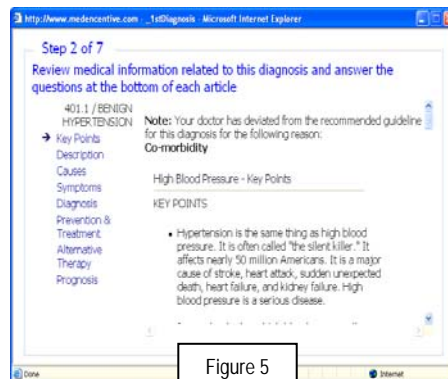 http://www.medencentive.com - _1stDiagnosis - Microsoft Internet Explorer
Step 2 of 7
Review medical information related to this diagnosis and answer the
questions at the bottom of each article
401.1 / BENIGN
HYPERTENSION
Key Points
Description
Causes
Symptoms
Diagnosis
Prevention &
Treatment
Alternative
Therapy
Prognosis
Note: Your doctor has deviated from the recommended guideline
for this diagnosis for the following reason:
Co-morbidity
High Blood Pressure - Key Points
KEY POINTS
• Hypertension is the same thing as high blood
pressure. It is often called "the silent killer." It
affects nearly 50 million Americans. It is a major
cause of stroke, heart attack, sudden unexpected
death, heart failure, and kidney failure. High
blood pressure is a serious disease.
Figure 5
Done
Internet